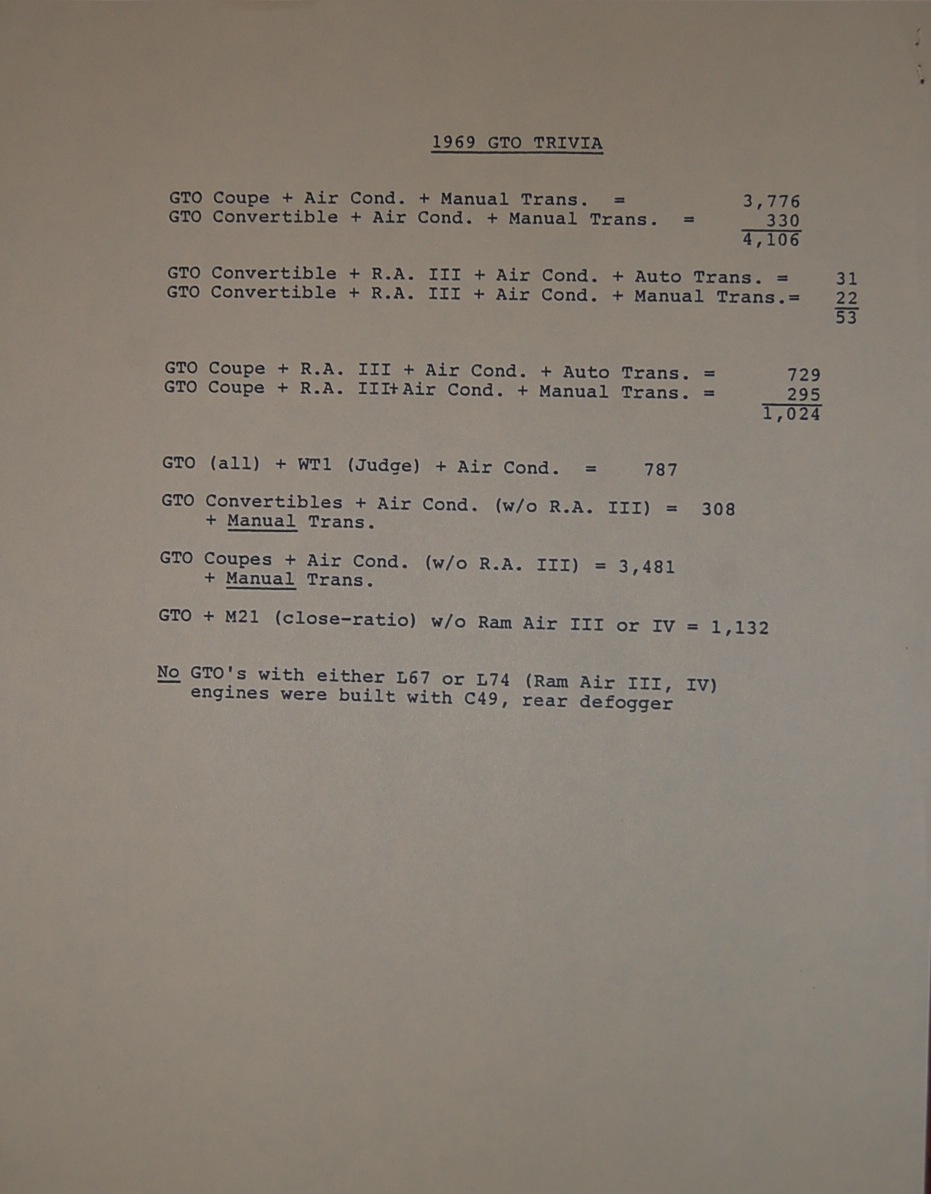 1969 GTO TRIVIA
GTO Coupe + Air Cond. + Manual Trans. = 3,776
GTO Convertible + Air Cond. + Manual Trans. = 330
4,106
GTO Convertible + R.A. III + Air Cond. + Auto Trans. = 31
GTO Convertible + R.A. III + Air Cond. + Manual Trans.= 22
53
GTO Coupe + R.A. III + Air Cond. + Auto Trans. = 729
GTO Coupe + R.A. III+Air Cond. + Manual Trans. = 295
1,024
GTO (all) + WT1 (Judge) + Air Cond. = 787
GTO Convertibles + Air Cond. (w/o R.A. III) = 308
+ Manual Trans.
GTO Coupes + Air Cond. (w/o R.A. III) = 3,481
+ Manual Trans.
GTO + M21 (close-ratio) w/o Ram Air III or IV = 1,132
No GTO's with either L67 or L74 (Ram Air III, IV)
engines were built with C49, rear defogger